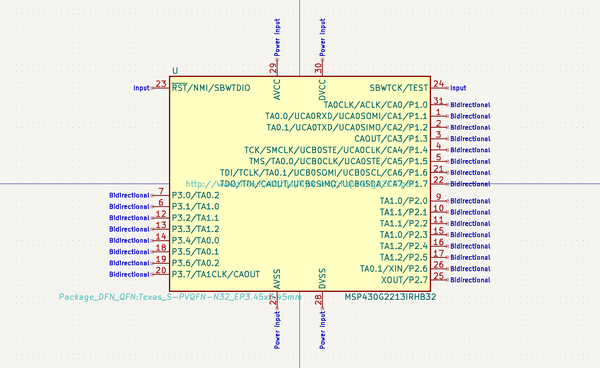 Power Input
Power Input
29
30
U
AVCC
DVCC
Input 23 RST/NMI/SBWTDIO
SBWTCK/TEST 24 Input
TA0CLK/ACLK/CA0/P1.0 31 Bidirectional
TA0.0/UCA0RXD/UCA0SOMI/CA1/P1.1 1 Bidirectional
TA0.1/UCA0TXD/UCA0SIMO/CA2/P1.2 2 Bidirectional
CAOUT/CA3/P1.3 3 Bidirectional
TCK/SMCLK/UCB0STE/UCA0CLK/CA4/P1.4 4 Bidirectional
TMS/TA0.0/UCB0CLK/UCA0STE/CA5/P1.5 5 Bidirectional
TDI/TCLK/TA0.1/UCB0SOMI/UCB0SCL/CA6/P1.6 21 Bidirectional
22 Bidirectional
Bidirectional 7 P3.0/TA0.2
TA1.0/P2.0 9 Bidirectional
Bidirectional 6 P3.1/TA1.0
TA1.1/P2.1 10 Bidirectional
Bidirectional 12 P3.2/TA1.1
TA1.1/P2.2 11 Bidirectional
Bidirectional 13 P3.3/TA1.2
TA1.0/P2.3 15 Bidirectional
Bidirectional 14 P3.4/TA0.0
TA1.2/P2.4 16 Bidirectional
Bidirectional 18 P3.5/TA0.1
TA1.2/P2.5 17 Bidirectional
Bidirectional 19 P3.6/TA0.2
TA0.1/XIN/P2.6 26 Bidirectional
Bidirectional 20 P3.7/TA1CLK/CAOUT
XOUT/P2.7 25 Bidirectional
AVSS
DVSS
Package_DFN_QFN:Texas_S-PVQFN-N32_EP3.45x3.45mm
MSP430G2213IRHB32
28
Power Input
Power Input